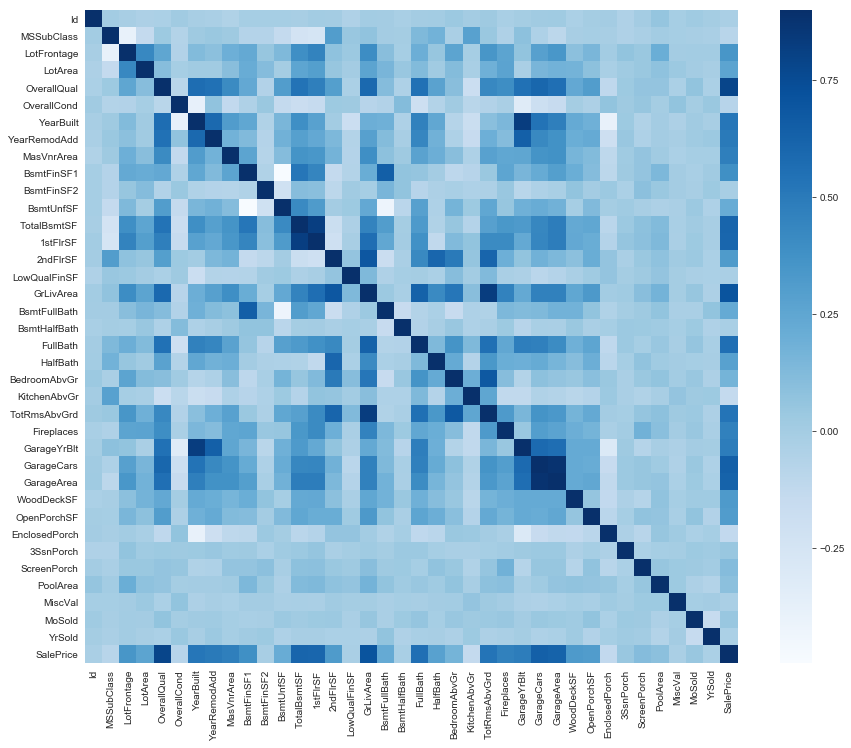 Id
MSSubClass
LotFrontage
LotArea
OverallQual
OverallCond
YearBuilt
YearRemodAdd
MasVnrArea
BsmtFinSF1
BsmtFinSF2
BsmtUnfSF
TotalBsmtSF
1stFlrSF
2ndFlrSF
LowQualFinSF
GrLivArea
BsmtFullBath
BsmtHalfBath
FullBath
HalfBath
BedroomAbvGr
KitchenAbvGr
TotRmsAbvGrd
Fireplaces
GarageYrBlt
GarageCars
GarageArea
WoodDeckSF
OpenPorchSF
EnclosedPorch
3SsnPorch
ScreenPorch
PoolArea
MiscVal
MoSold
YrSold
SalePrice
Id
MSSubClass
LotFrontage
LotArea
OverallQual
OverallCond
YearBuilt
YearRemodAdd
MasVnrArea
BsmtFinSF1
BsmtFinSF2
BsmtUnfSF
TotalBsmtSF
1stFlrSF
2ndFlrSF
LowQualFinSF
GrLivArea
BsmtFullBath
BsmtHalfBath
FullBath
HalfBath
BedroomAbvGr
KitchenAbvGr
TotRmsAbvGrd
Fireplaces
GarageYrBlt
GarageCars
GarageArea
WoodDeckSF
OpenPorchSF
EnclosedPorch
3SsnPorch
ScreenPorch
PoolArea
MiscVal
MoSold
YrSold
SalePrice
0.75
0.50
0.25
0.00
−0.25